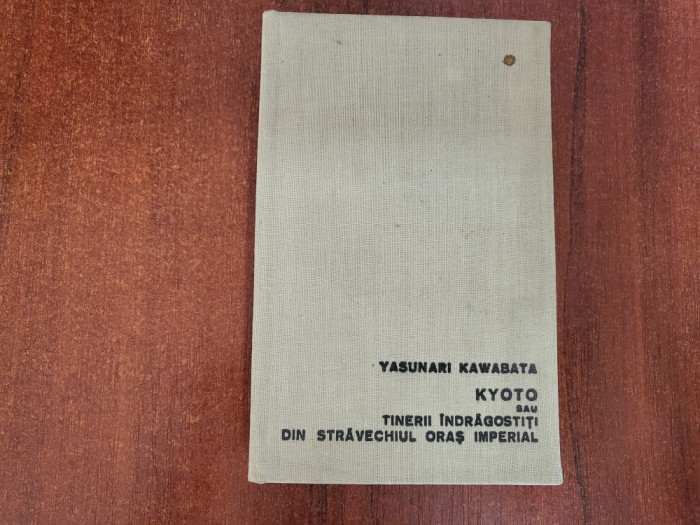 YASUNARI KAWABATA
KYOTO
SAU
TINERII ÎNDRĂGOSTIȚI
DIN STRĂVECHIUL ORAȘ IMPERIAL